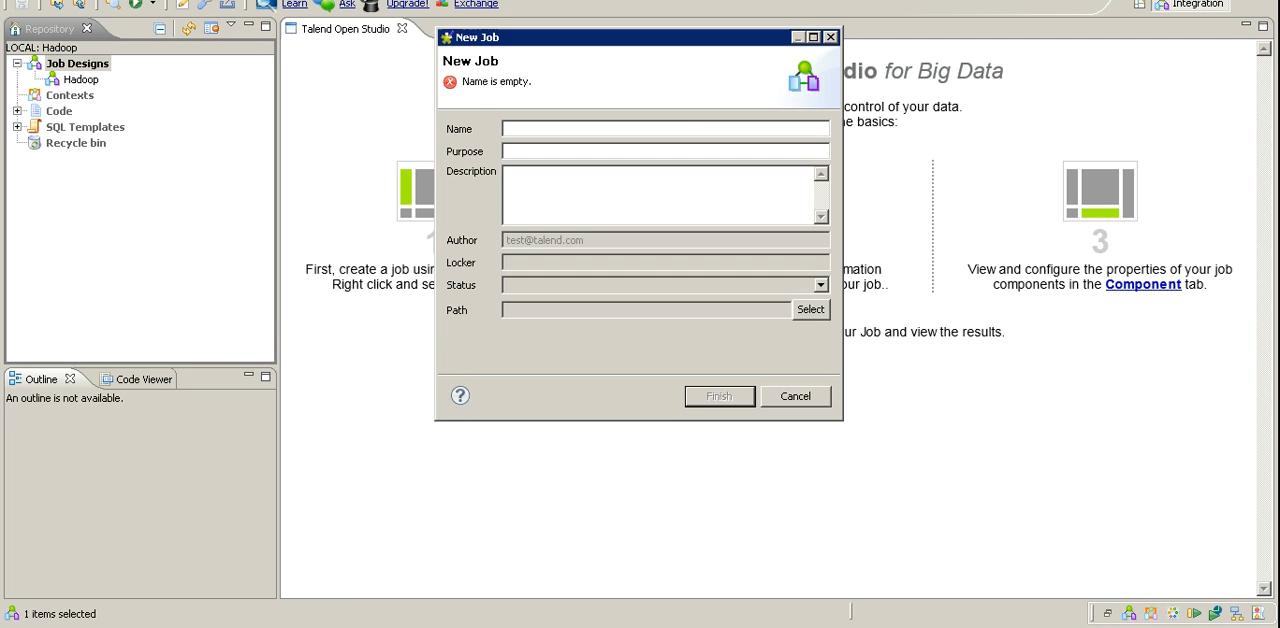 Learn Ask Upgrade! Exchange Integration
Repository
Talend Open Studio
LOCAL: Hadoop
Job Designs
Hadoop
Contexts
Code
SQL Templates
Recycle bin
New Job
New Job
Name is empty.
Name
Purpose
Description
Author test@talend.com
Locker
Status
Path Select
Finish Cancel
dio for Big Data
control of your data.
e basics:
1
First, create a job usin
Right click and se
mation
our job..
3
View and configure the properties of your job
components in the Component tab.
ur Job and view the results.
Outline Code Viewer
An outline is not available.
1 items selected